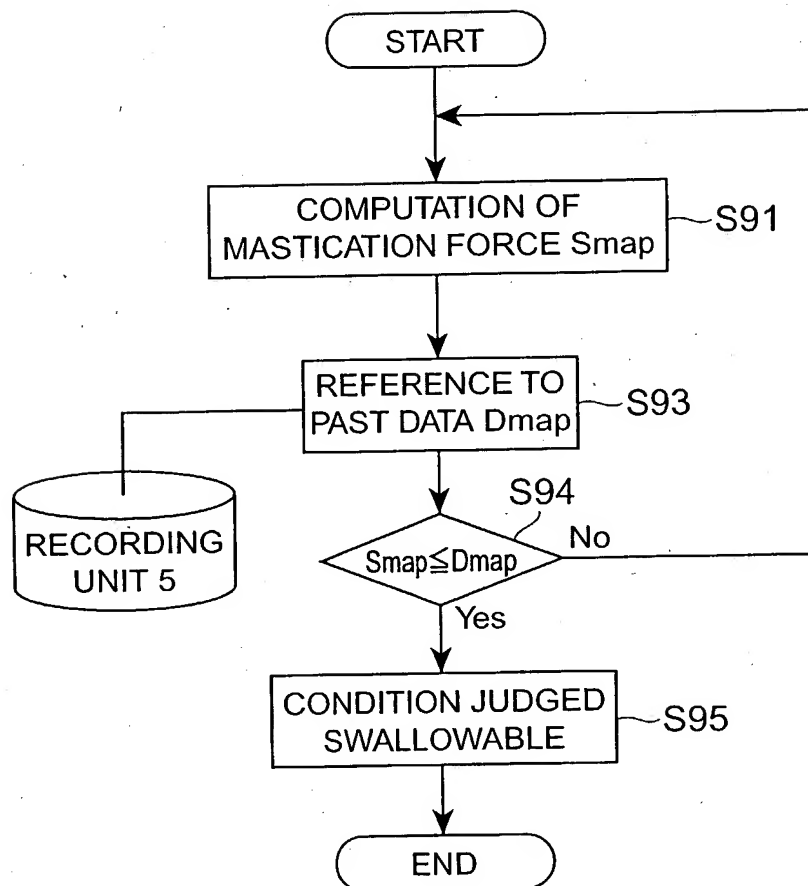 START
COMPUTATION OF
MASTICATION FORCE Smap
S91
REFERENCE TO
PAST DATA Dmap
S93
RECORDING
UNIT 5
S94
Smap≦Dmap
No
Yes
CONDITION JUDGED
SWALLOWABLE
S95
END